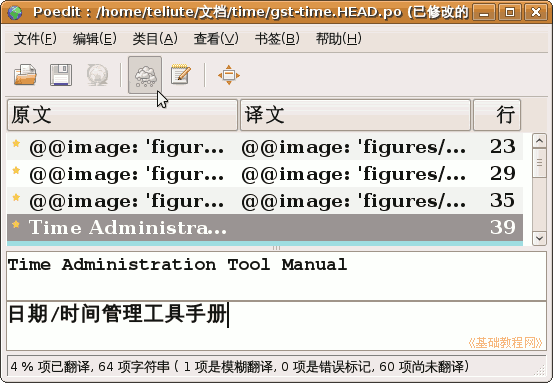 Poedit : /home/teliute/文档/time/gst-time.HEAD.po (已修改的
文件(F) 编辑(E) 类目(A) 查看(V) 书签(B) 帮助(H)
原文 译文 行
@@image: 'figur... @@image: 'figures/... 23
@@image: 'figur... @@image: 'figures/... 29
@@image: 'figur... @@image: 'figures/... 35
Time Administra... 39
Time Administration Tool Manual
日期/时间管理工具手册
《基础教程网》
4 % 项已翻译, 64 项字符串 ( 1 项是模糊翻译, 0 项是错误标记, 60 项尚未翻译)